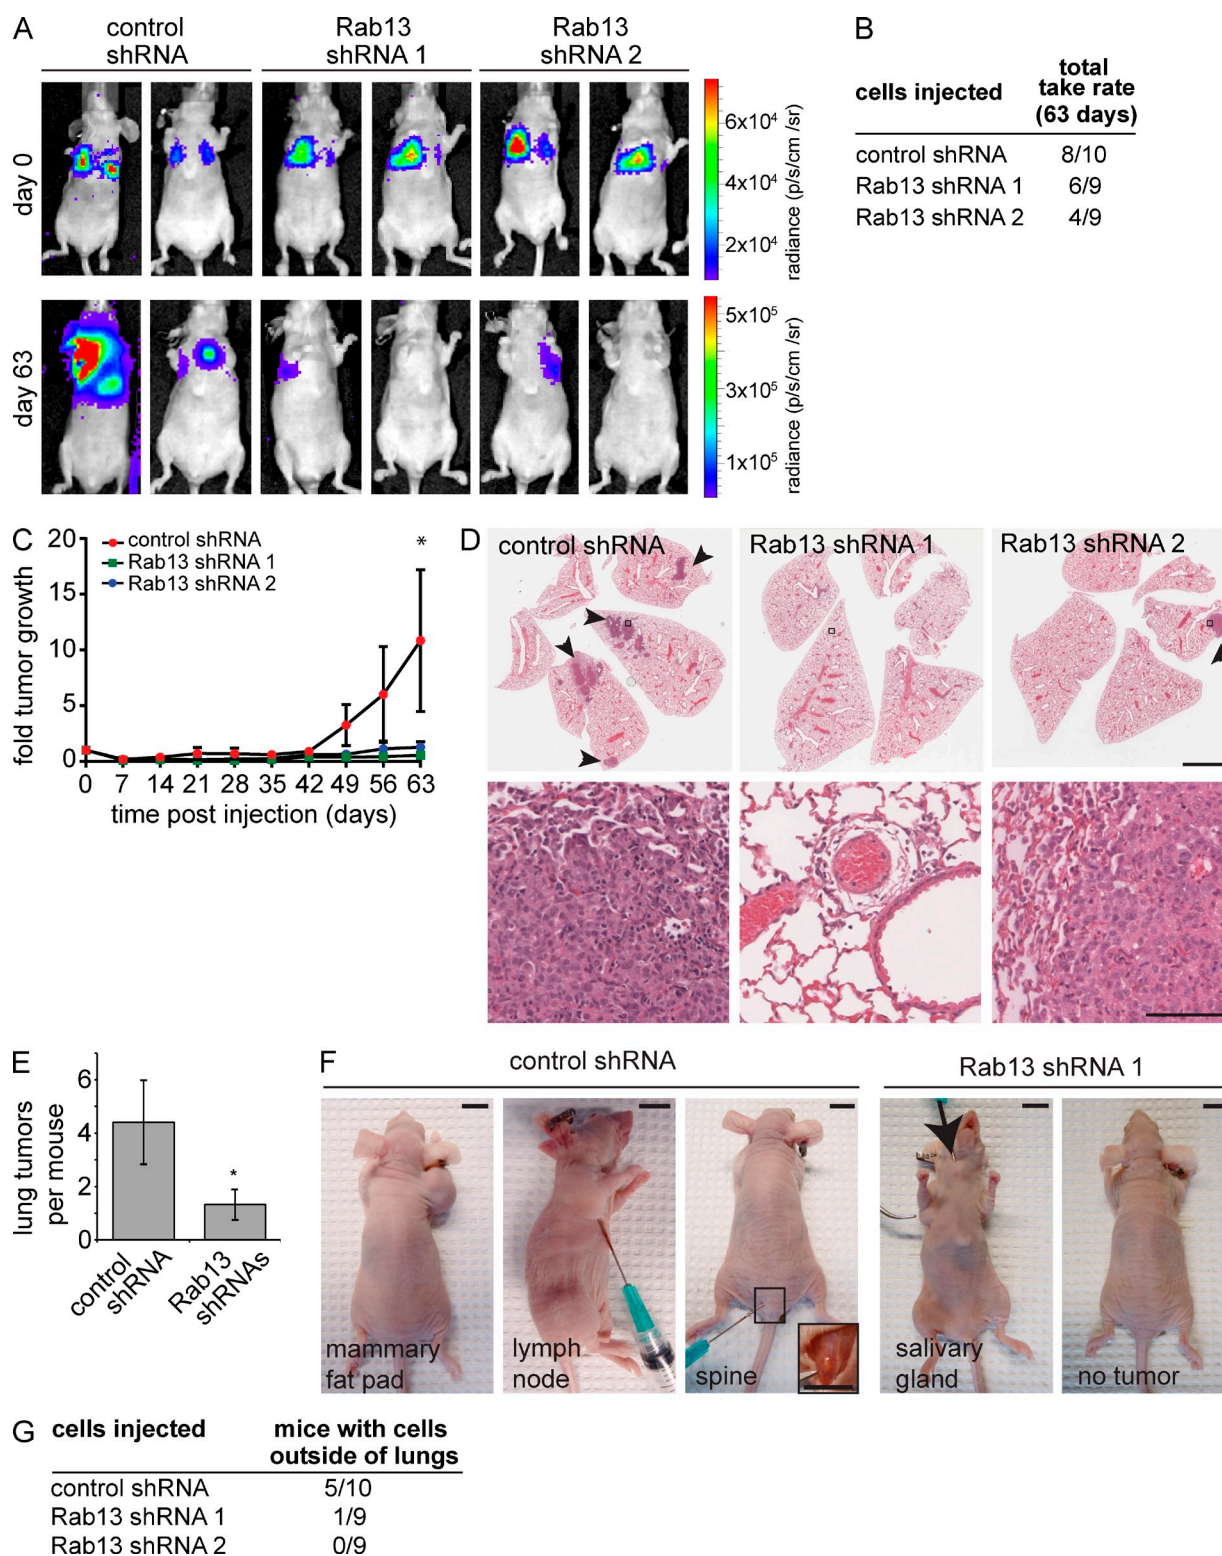 A
control
shRNA
Rab13
shRNA 1
Rab13
shRNA 2
day 0
6x10⁴
4x10⁴
2x10⁴
radiance (p/s/cm /sr)
day 63
5x10⁵
3x10⁵
1x10⁵
radiance (p/s/cm /sr)
B
cells injected
total
take rate
(63 days)
control shRNA 8/10
Rab13 shRNA 1 6/9
Rab13 shRNA 2 4/9
C
fold tumor growth
20
15
10
5
0
control shRNA
Rab13 shRNA 1
Rab13 shRNA 2
*
0 7 14 21 28 35 42 49 56 63
time post injection (days)
D
control shRNA
Rab13 shRNA 1
Rab13 shRNA 2
E
lung tumors
per mouse
6
4
2
0
*
control
shRNA
Rab13
shRNAs
F
control shRNA
Rab13 shRNA 1
mammary
fat pad
lymph
node
spine
salivary
gland
no tumor
G
cells injected
mice with cells
outside of lungs
control shRNA 5/10
Rab13 shRNA 1 1/9
Rab13 shRNA 2 0/9